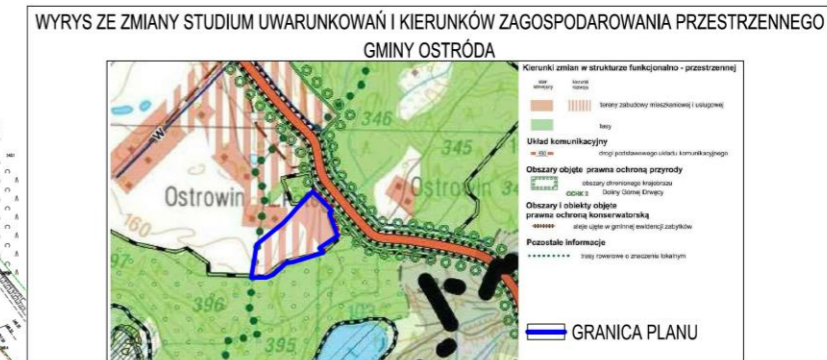 WYRYS ZE ZMIANY STUDIUM UWARUNKOWAŃ I KIERUNKÓW ZAGOSPODAROWANIA PRZESTRZENNEGO
GMINY OSTRÓDA
Kierunki zmian w strukturze funkcjonalno - przestrzennej
tereny zabudowy mieszkaniowej i usługowej
lasy
Układ komunikacyjny
drogi podstawowego układu komunikacyjnego
Obszary objęte prawna ochroną przyrody
obszary chronionego krajobrazu
Doliny Górnej Drwęcy
Obszary i obiekty objęte
prawna ochroną konserwatorską
aleje ujęte w gminnej ewidencji zabytków
Pozostałe informacje
trasy rowerowe o znaczeniu lokalnym
GRANICA PLANU
W
346
345
Ostrowin
Ostrowin
160
396
395